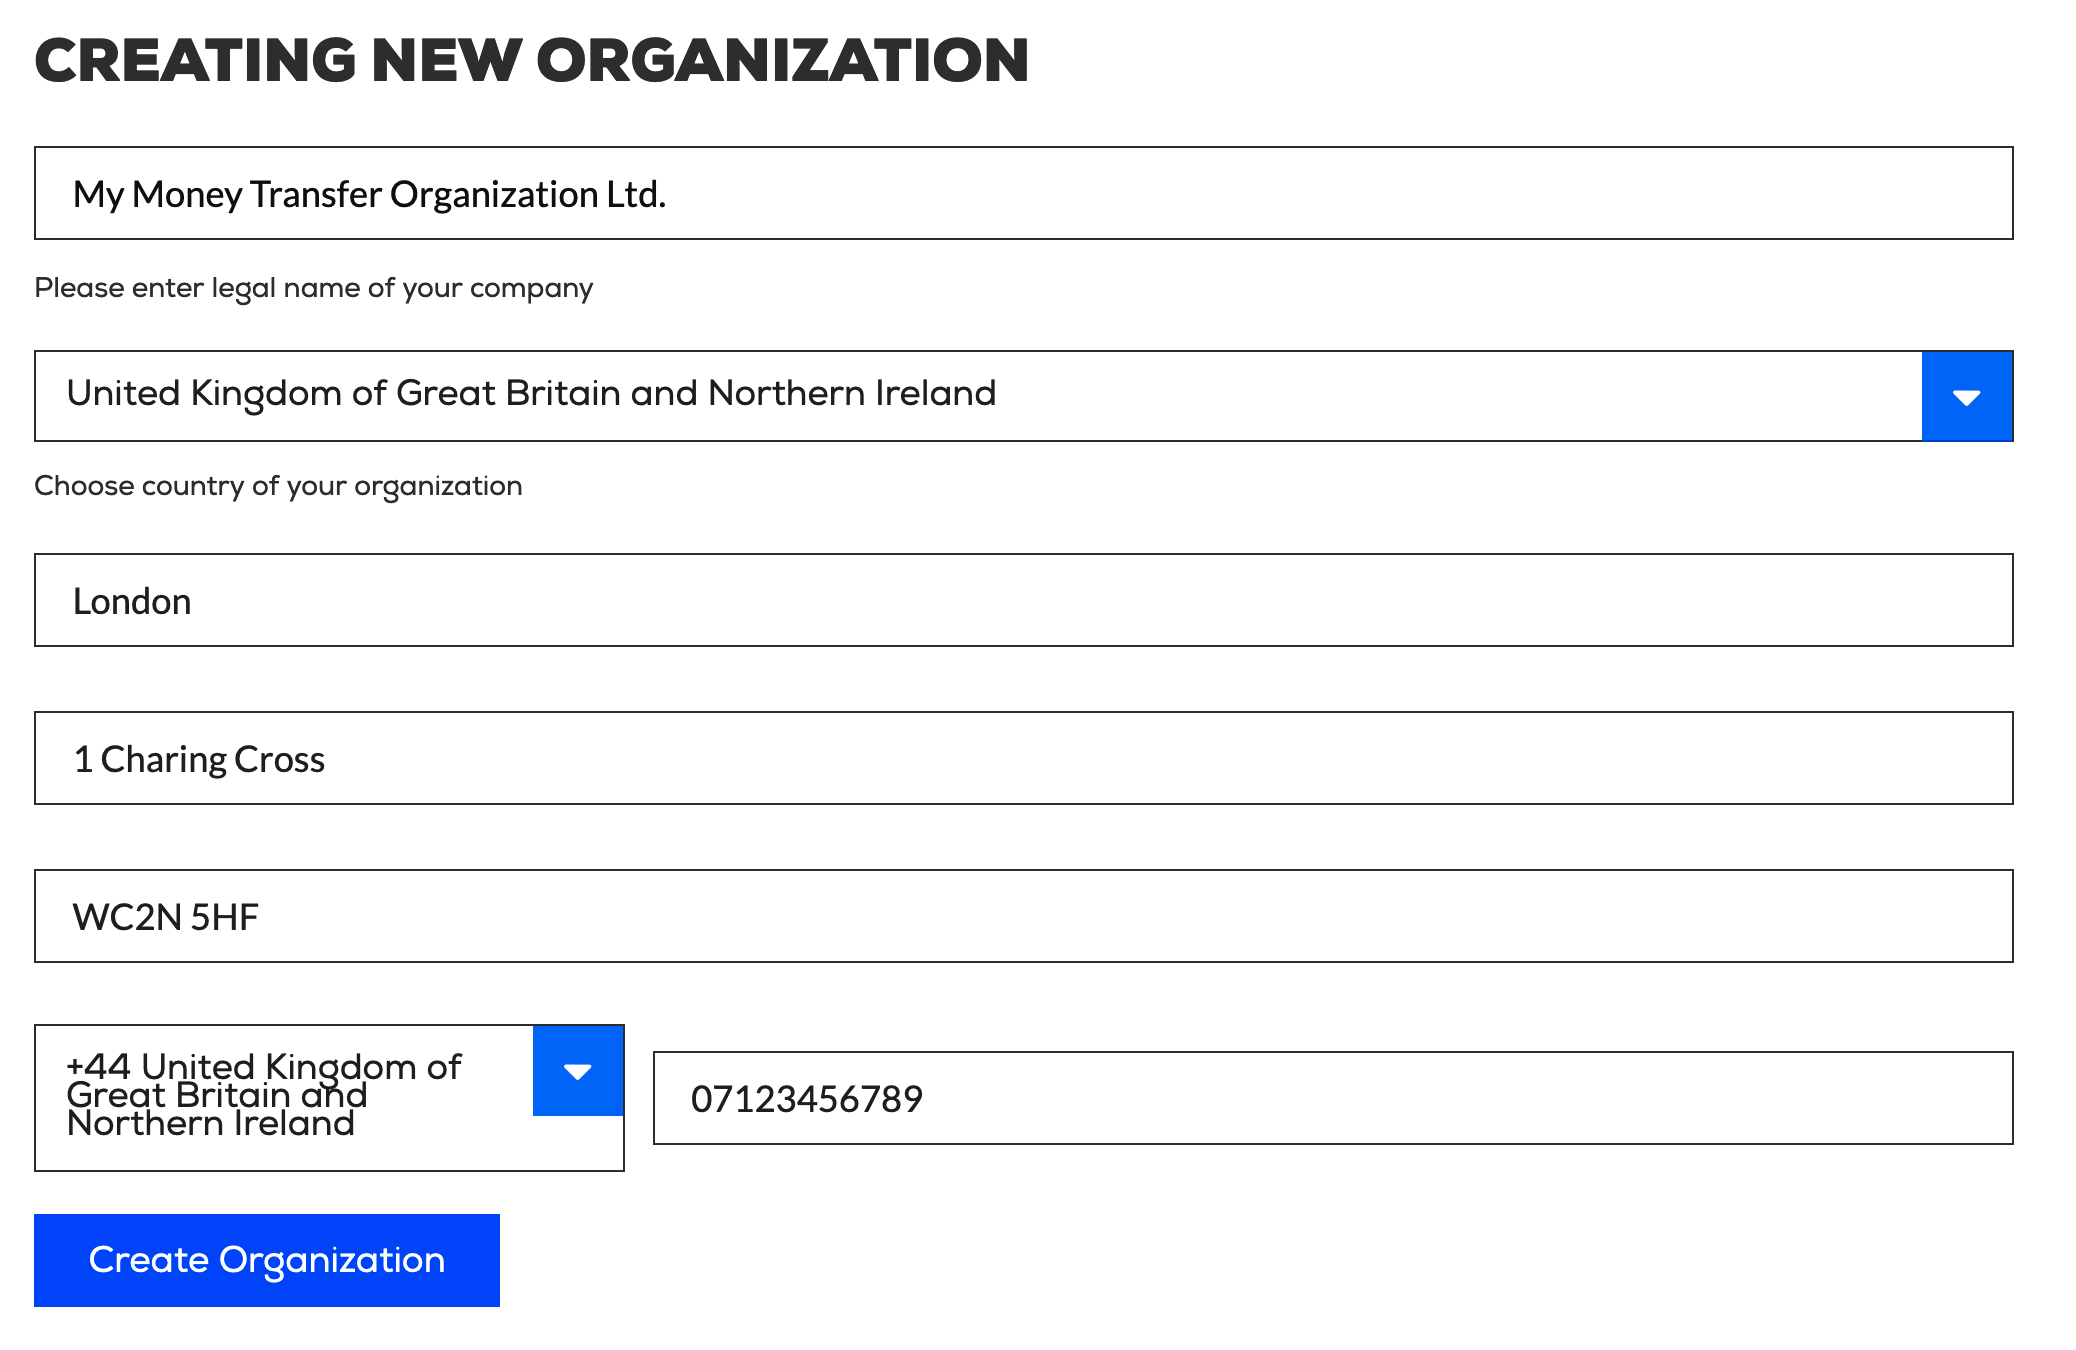 CREATING NEW ORGANIZATION
My Money Transfer Organization Ltd.
Please enter legal name of your company
United Kingdom of Great Britain and Northern Ireland
Choose country of your organization
London
1 Charing Cross
WC2N 5HF
+44 United Kingdom of
Great Britain and
Northern Ireland
07123456789
Create Organization